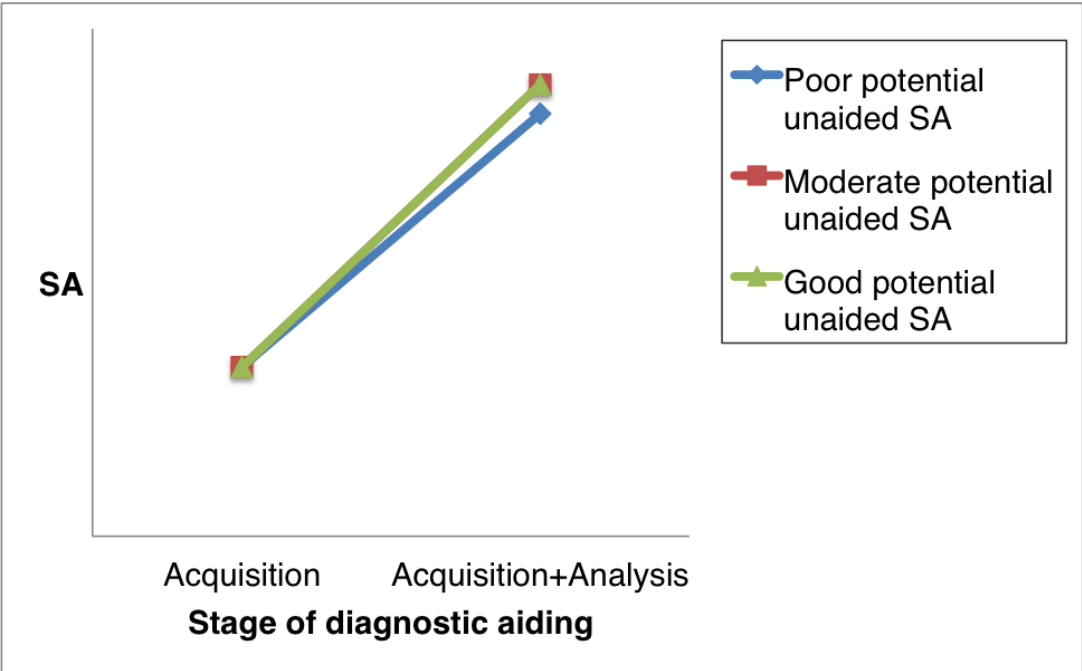 SA
Acquisition
Acquisition+Analysis
Stage of diagnostic aiding
Poor potential
unaided SA
Moderate potential
unaided SA
Good potential
unaided SA